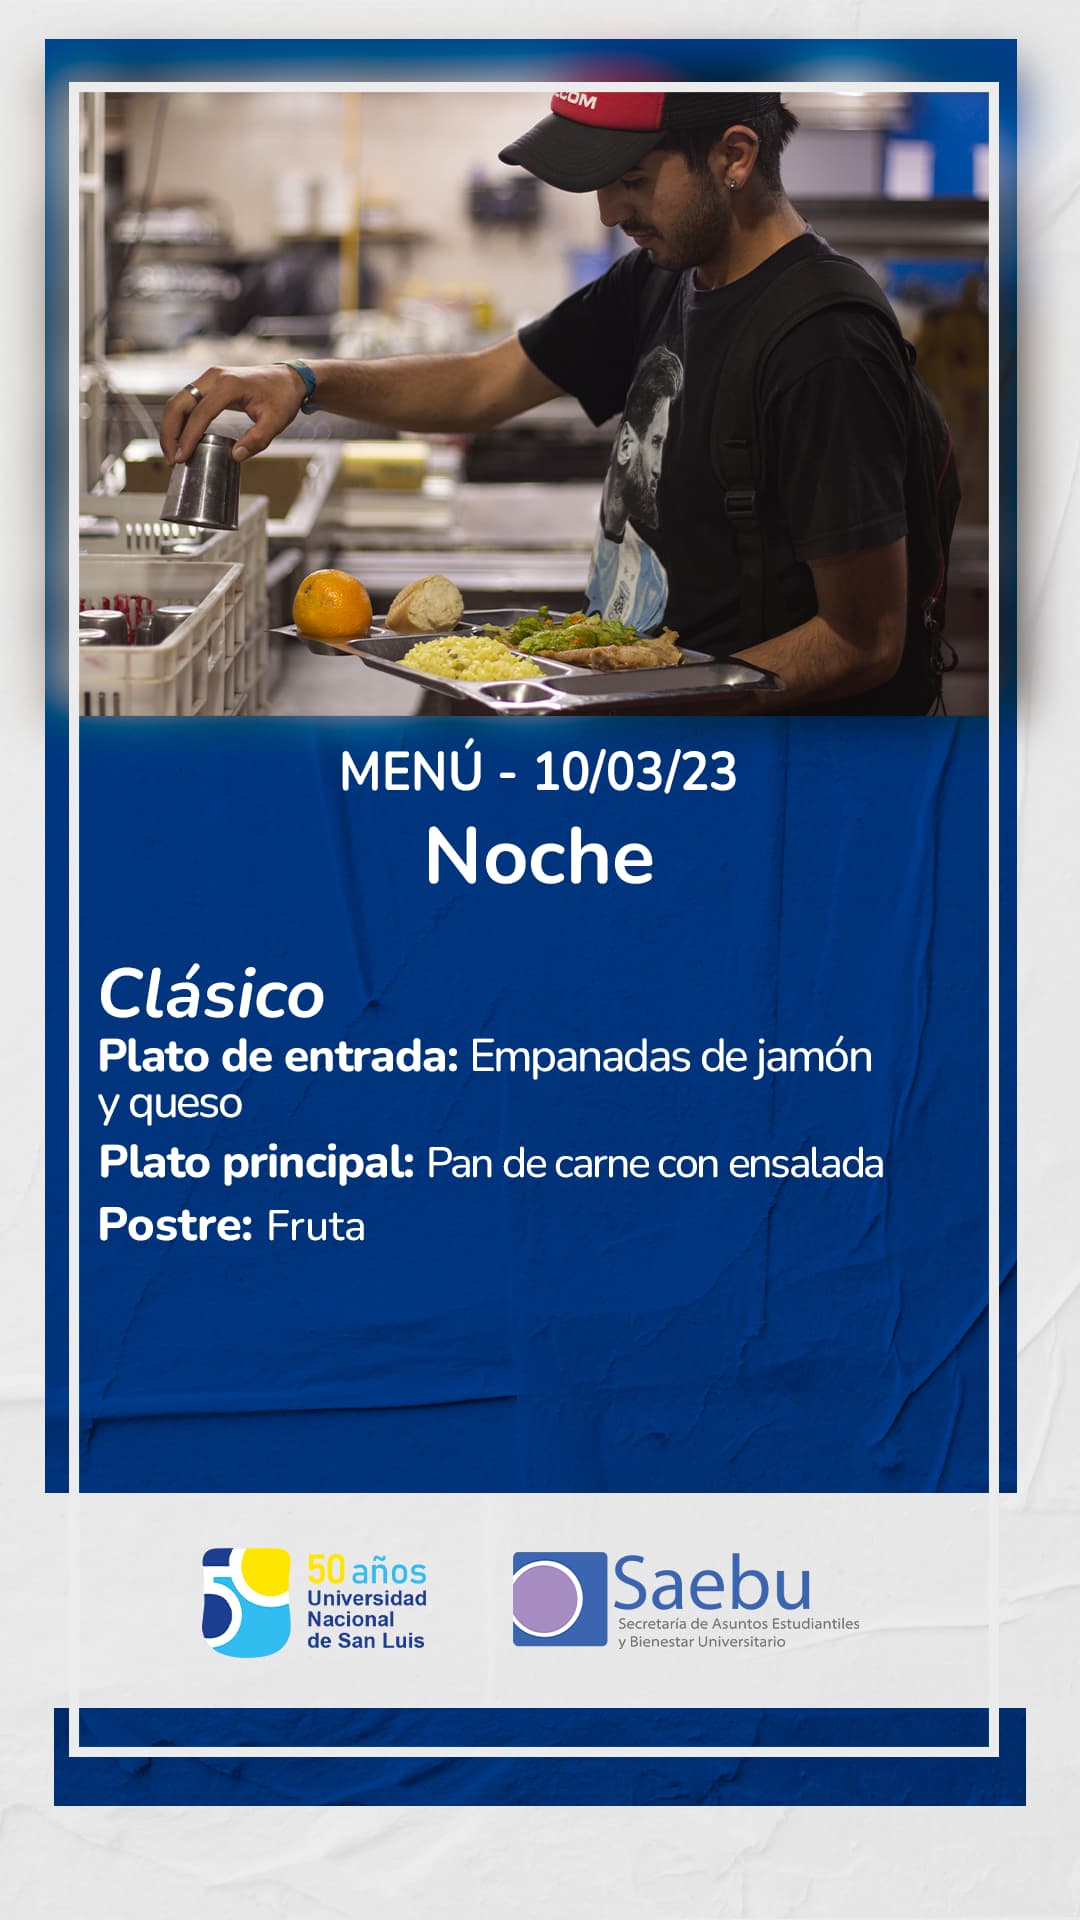 .COM
MENÚ - 10/03/23
Noche
Clásico
Plato de entrada: Empanadas de jamón
y queso
Plato principal: Pan de carne con ensalada
Postre: Fruta
50 años
Universidad
Nacional
de San Luis
Saebu
Secretaría de Asuntos Estudiantiles
y Bienestar Universitario